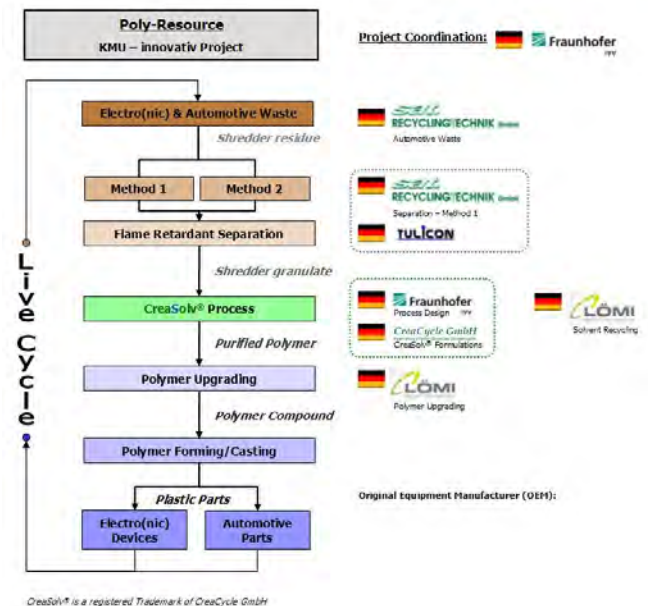 Poly-Resource
KMU – innovativ Project
Project Coordination:
Fraunhofer
IVV
Electro(nic) & Automotive Waste
RECYCLINGTECHNIK GmbH
Automotive Waste
Shredder residue
Method 1
Method 2
RECYCLINGTECHNIK GmbH
Separation – Method 1
TULICON
Flame Retardant Separation
Shredder granulate
CreaSolv® Process
Fraunhofer
IVV
Process Design
CreaCycle GmbH
CreaSolv® Formulations
LÖMI
Solvent Recycling
Purified Polymer
Polymer Upgrading
LÖMI
Polymer Upgrading
Polymer Compound
Polymer Forming/Casting
Plastic Parts
Original Equipment Manufacturer (OEM):
Electro(nic)
Devices
Automotive
Parts
Live Cycle
CreaSolv® is a registered Trademark of CreaCycle GmbH